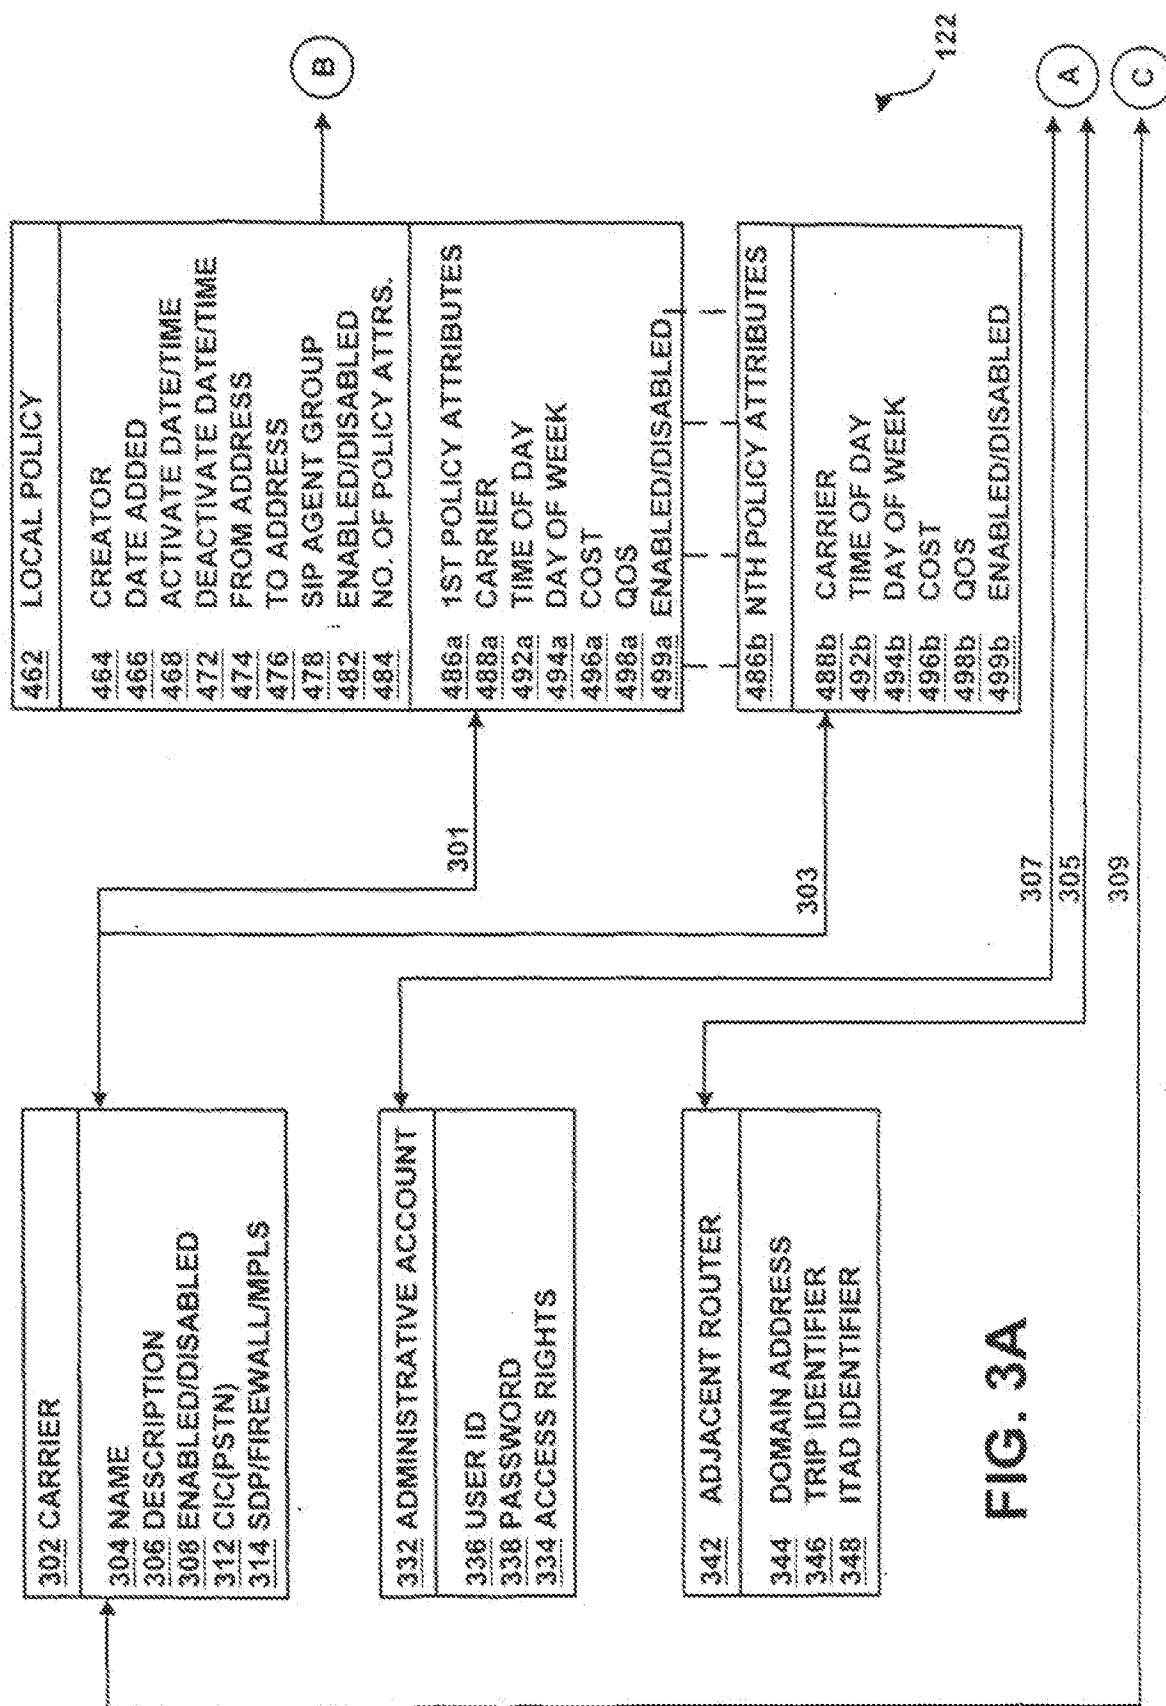 302 CARRIER
304 NAME
306 DESCRIPTION
308 ENABLED/DISABLED
312 CIC(PSTN)
314 SDP/FIREWALL/MPLS
332 ADMINISTRATIVE ACCOUNT
336 USER ID
338 PASSWORD
334 ACCESS RIGHTS
342 ADJACENT ROUTER
344 DOMAIN ADDRESS
346 TRIP IDENTIFIER
348 ITAD IDENTIFIER
301
303
307
305
309
462 LOCAL POLICY
464 CREATOR
466 DATE ADDED
468 ACTIVATE DATE/TIME
472 DEACTIVATE DATE/TIME
474 FROM ADDRESS
476 TO ADDRESS
478 SIP AGENT GROUP
482 ENABLED/DISABLED
484 NO. OF POLICY ATTRS.
486a 1ST POLICY ATTRIBUTES
488a CARRIER
492a TIME OF DAY
494a DAY OF WEEK
496a COST
498a QOS
499a ENABLED/DISABLED
486b NTH POLICY ATTRIBUTES
488b CARRIER
492b TIME OF DAY
494b DAY OF WEEK
496b COST
498b QOS
499b ENABLED/DISABLED
B
122
A
C
FIG. 3A